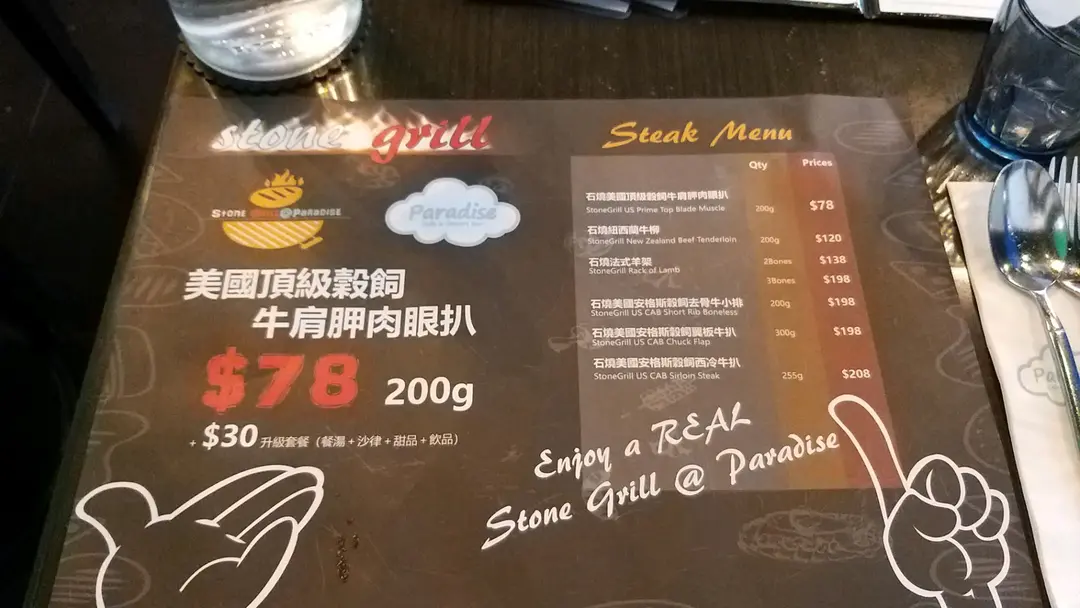 stone grill
STONE GRILL@PARADISE
Paradise
美國頂級穀飼
牛肩胛肉眼扒
$78 200g
+ $30 升級套餐（餐湯+沙律+甜品+飲品）
Steak Menu
Qty Prices
石燒美國頂級穀飼牛肩胛肉眼扒
StoneGrill US Prime Top Blade Muscle 200g $78
石燒紐西蘭牛柳
StoneGrill New Zealand Beef Tenderloin 200g $120
石燒法式羊架
StoneGrill Rack of Lamb 2Bones $138
3Bones $198
石燒美國安格斯穀飼去骨牛小排
StoneGrill US CAB Short Rib Boneless 200g $198
石燒美國安格斯穀飼翼板牛扒
StoneGrill US CAB Chuck Flap 300g $198
石燒美國安格斯穀飼西冷牛扒
StoneGrill US CAB Sirloin Steak 255g $208
Enjoy a REAL
Stone Grill @ Paradise